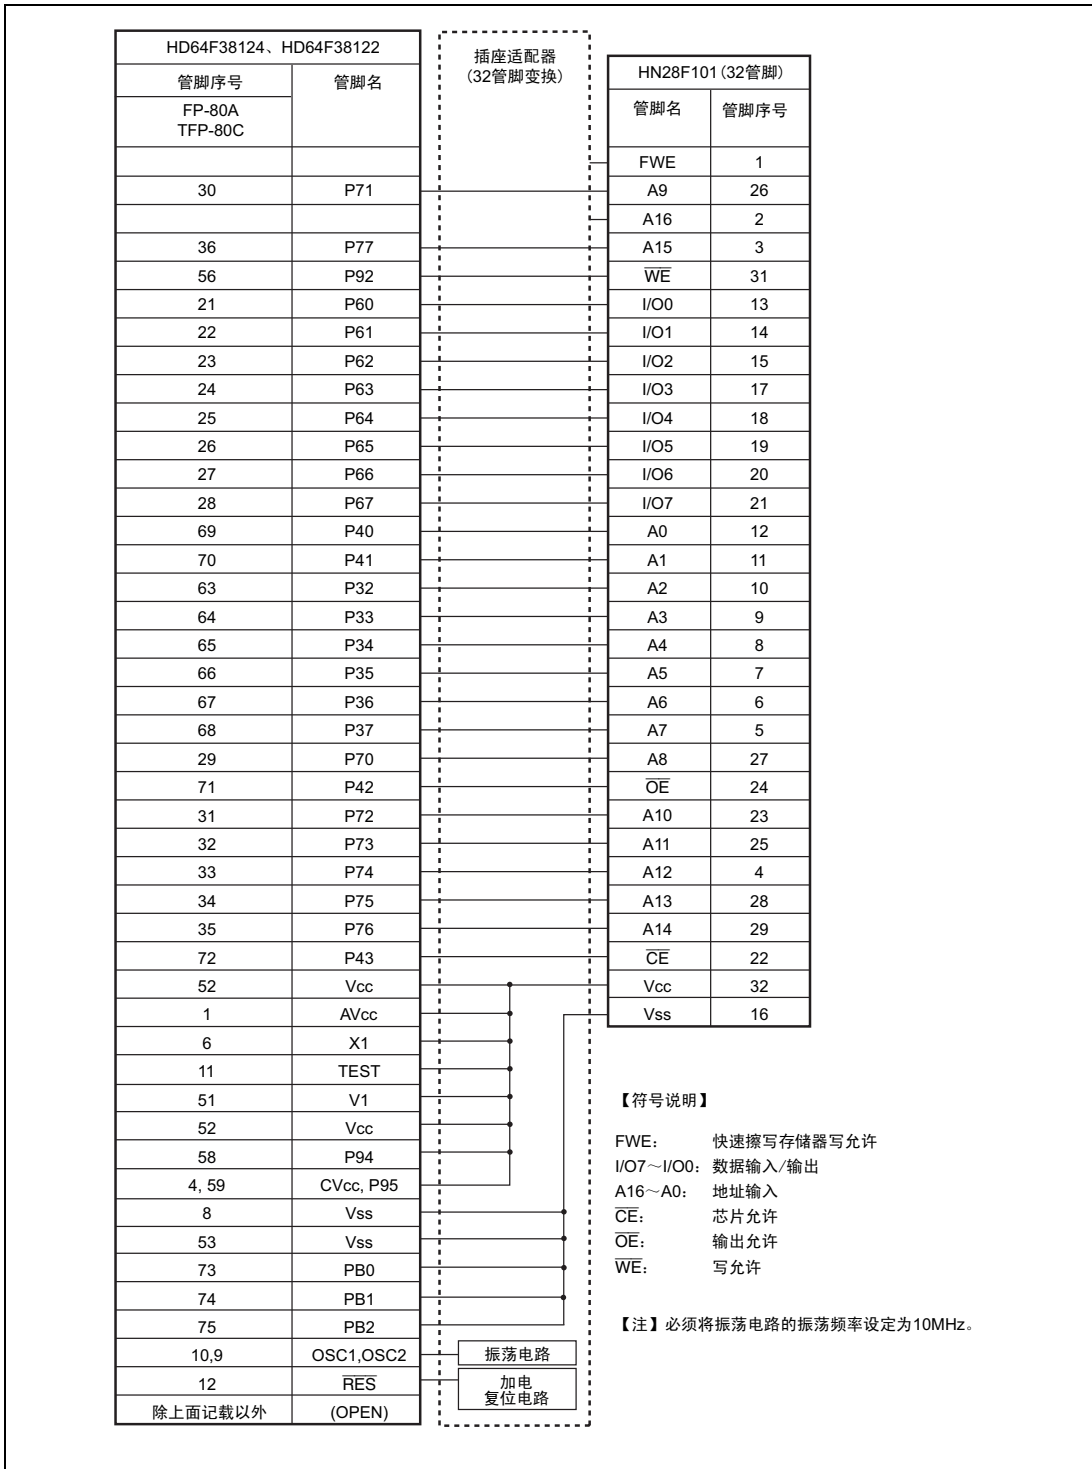 HD64F38124、HD64F38122
管脚序号 管脚名
FP-80A
TFP-80C
30 P71
36 P77
56 P92
21 P60
22 P61
23 P62
24 P63
25 P64
26 P65
27 P66
28 P67
69 P40
70 P41
63 P32
64 P33
65 P34
66 P35
67 P36
68 P37
29 P70
71 P42
31 P72
32 P73
33 P74
34 P75
35 P76
72 P43
52 Vcc
1 AVcc
6 X1
11 TEST
51 V1
52 Vcc
58 P94
4, 59 CVcc, P95
8 Vss
53 Vss
73 PB0
74 PB1
75 PB2
10,9 OSC1,OSC2
12 RES
除上面记载以外 (OPEN)
插座适配器
(32管脚变换)
振荡电路
加电
复位电路
HN28F101(32管脚)
管脚名 管脚序号
FWE 1
A9 26
A16 2
A15 3
WE 31
I/O0 13
I/O1 14
I/O2 15
I/O3 17
I/O4 18
I/O5 19
I/O6 20
I/O7 21
A0 12
A1 11
A2 10
A3 9
A4 8
A5 7
A6 6
A7 5
A8 27
OE 24
A10 23
A11 25
A12 4
A13 28
A14 29
CE 22
Vcc 32
Vss 16
【符号说明】
FWE： 快速擦写存储器写允许
I/O7～I/O0： 数据输入/输出
A16～A0： 地址输入
CE： 芯片允许
OE： 输出允许
WE： 写允许
【注】必须将振荡电路的振荡频率设定为10MHz。